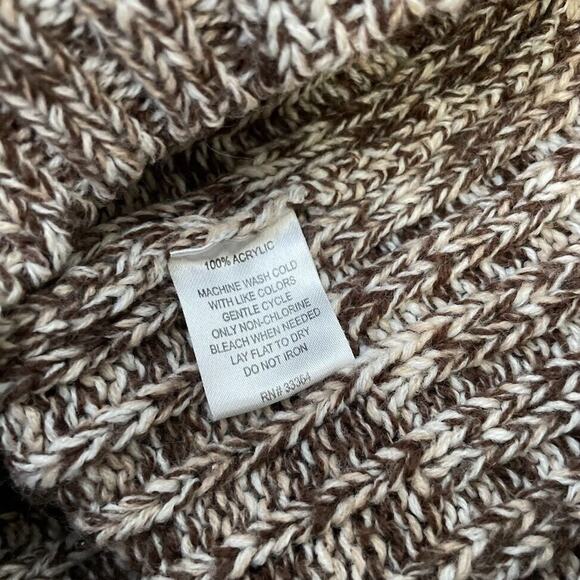 100% ACRYLIC
MACHINE WASH COLD
WITH LIKE COLORS
GENTLE CYCLE
ONLY NON-CHLORINE
BLEACH WHEN NEEDED
LAY FLAT TO DRY
DO NOT IRON
RN# 33364